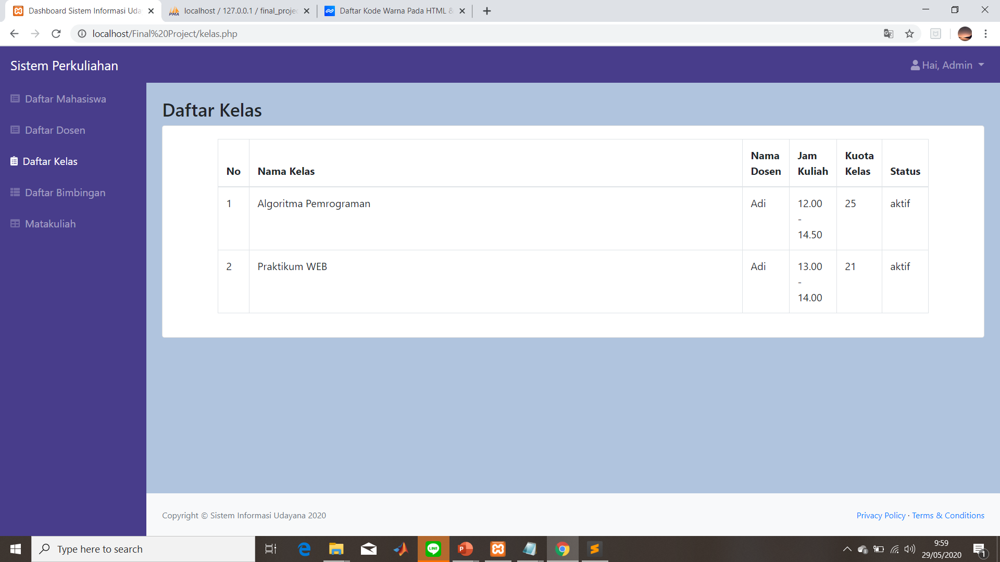 Dashboard Sistem Informasi Uda
localhost / 127.0.0.1 / final_projec
Daftar Kode Warna Pada HTML &
localhost/Final%20Project/kelas.php
Sistem Perkuliahan
Hai, Admin
Daftar Mahasiswa
Daftar Dosen
Daftar Kelas
Daftar Bimbingan
Matakuliah
Daftar Kelas
No
Nama Kelas
Nama
Dosen
Jam
Kuliah
Kuota
Kelas
Status
1
Algoritma Pemrograman
Adi
12.00
-
14.50
25
aktif
2
Praktikum WEB
Adi
13.00
-
14.00
21
aktif
Copyright © Sistem Informasi Udayana 2020
Privacy Policy · Terms & Conditions
Type here to search
LINE
9:59
29/05/2020
1